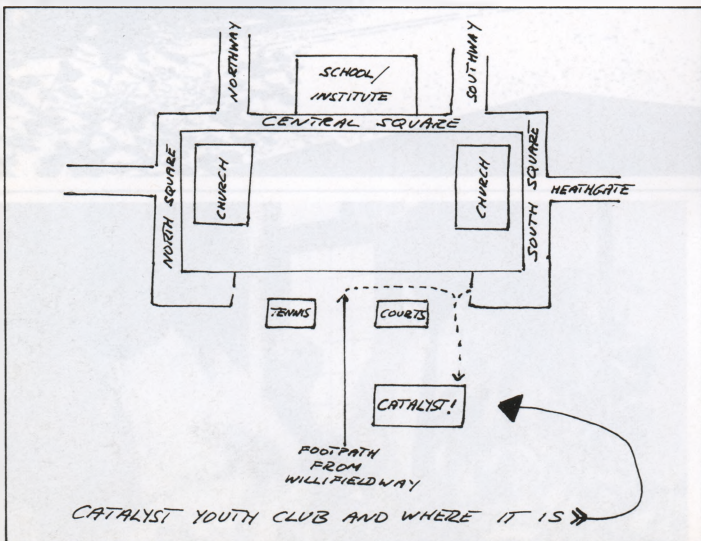 NORTHWAY
SCHOOL/
INSTITUTE
SOUTHWAY
CENTRAL SQUARE
NORTH SQUARE
CHURCH
CHURCH
SOUTH SQUARE
HEATHGATE
TENNIS
COURTS
CATALYST!
FOOTPATH
FROM
WILLIFIELDWAY
CATALYST YOUTH CLUB AND WHERE IT IS